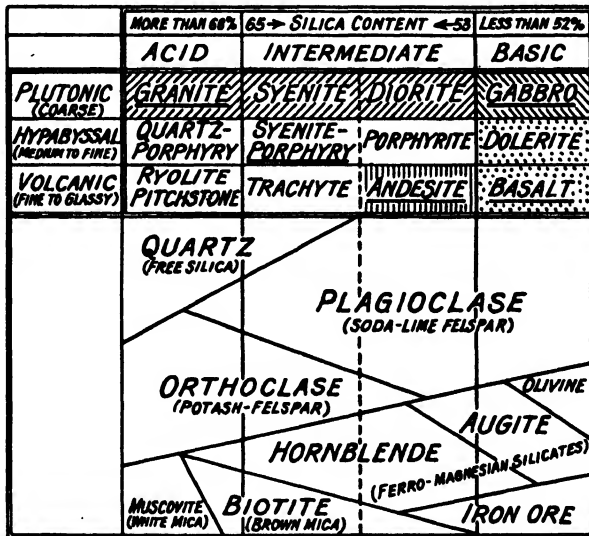 MORE THAN 68% 65→ SILICA CONTENT ←53 LESS THAN 52%
ACID INTERMEDIATE BASIC
PLUTONIC GRANITE SYENITE DIORITE GABBRO
(COARSE)
HYPABYSSAL QUARTZ- SYENITE- PORPHYRITE DOLERITE
(MEDIUM TO FINE) PORPHYRY PORPHYRY
VOLCANIC RYOLITE TRACHYTE ANDESITE BASALT
(FINE TO GLASSY) PITCHSTONE
QUARTZ
(FREE SILICA)
PLAGIOCLASE
(SODA-LIME FELSPAR)
ORTHOCLASE
(POTASH-FELSPAR)
OLIVINE
AUGITE
HORNBLENDE
(FERRO-MAGNESIAN SILICATES)
MUSCOVITE BIOTITE IRON ORE
(WHITE MICA) (BROWN MICA)